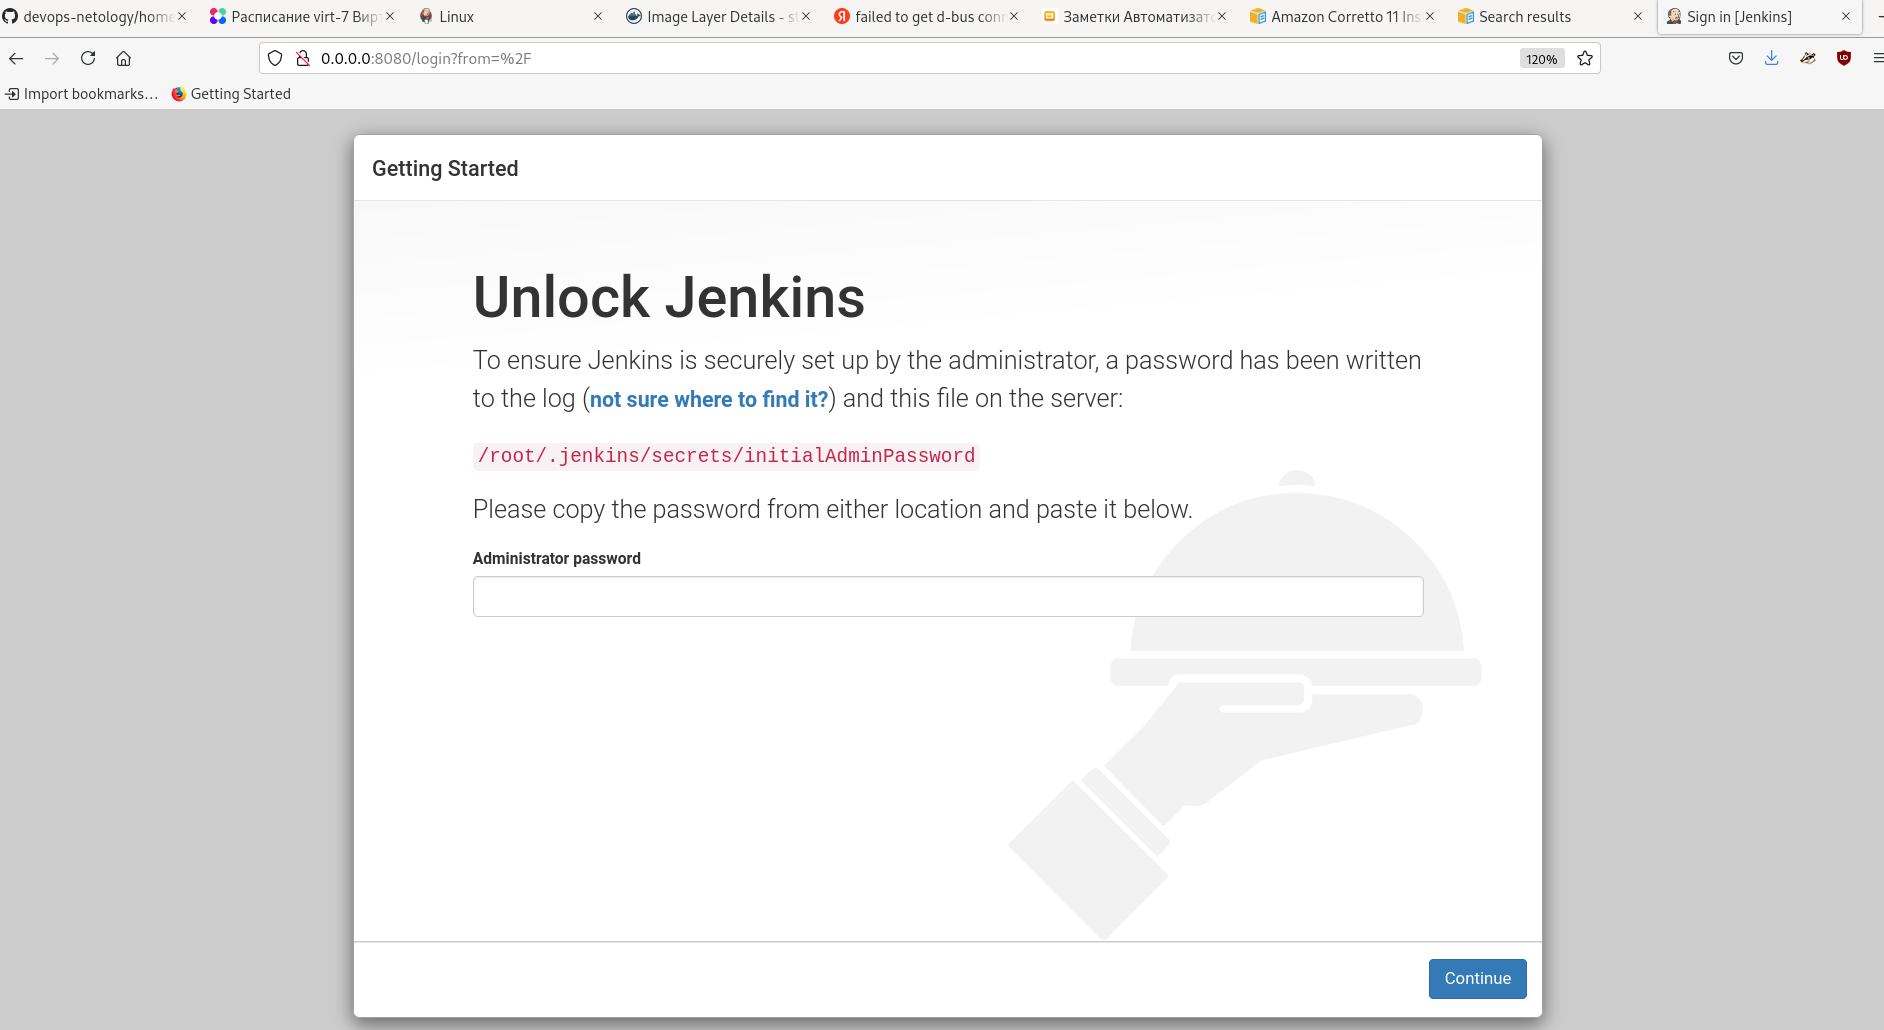 devops-netology/home
Расписание virt-7 Вирт
Linux
Image Layer Details - st
Я failed to get d-bus conn
Заметки Автоматизато
Amazon Corretto 11 Ins
Search results
Sign in [Jenkins]
0.0.0.0:8080/login?from=%2F
120%
Import bookmarks...
Getting Started
Getting Started
Unlock Jenkins
To ensure Jenkins is securely set up by the administrator, a password has been written
to the log (not sure where to find it?) and this file on the server:
/root/.jenkins/secrets/initialAdminPassword
Please copy the password from either location and paste it below.
Administrator password
Continue